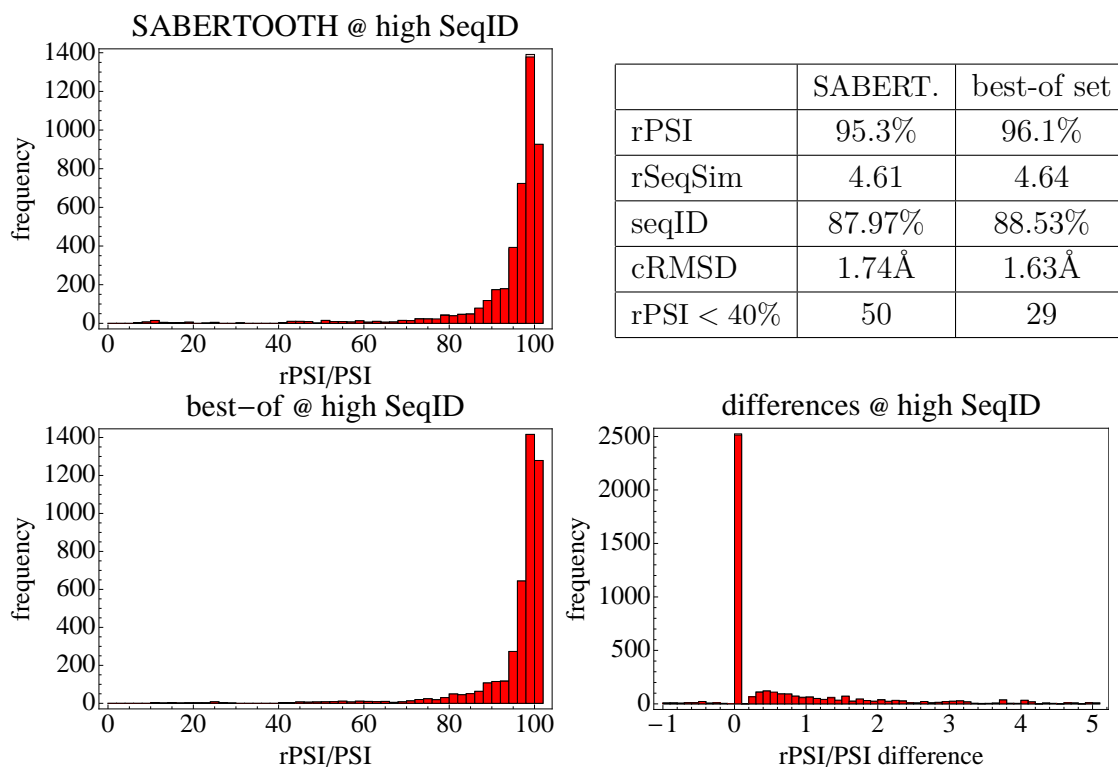 SABERTOOTH @ high SeqID
1400
1200
1000
800
600
400
200
0
frequency
0 20 40 60 80 100
rPSI/PSI
SABERT. best-of set
rPSI 95.3% 96.1%
rSeqSim 4.61 4.64
seqID 87.97% 88.53%
cRMSD 1.74Å 1.63Å
rPSI < 40% 50 29
best−of @ high SeqID
1400
1200
1000
800
600
400
200
0
frequency
0 20 40 60 80 100
rPSI/PSI
differences @ high SeqID
2500
2000
1500
1000
500
0
frequency
−1 0 1 2 3 4 5
rPSI/PSI difference